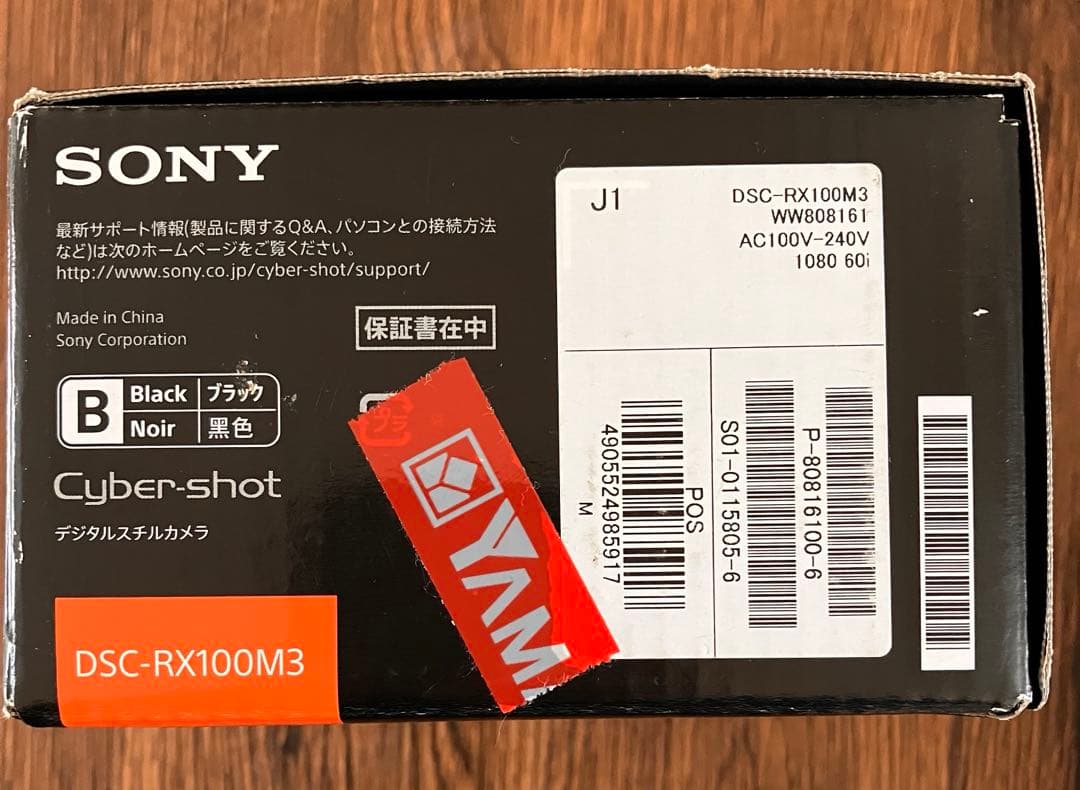 SONY
最新サポート情報(製品に関するQ&A、パソコンとの接続方法
など)は次のホームページをご覧ください。
http://www.sony.co.jp/cyber-shot/support/
Made in China
Sony Corporation
保証書在中
B
Black ブラック
Noir 黒色
プラ
Cyber-shot
デジタルスチルカメラ
DSC-RX100M3
YAM
J1
DSC-RX100M3
WW808161
AC100V-240V
1080 60i
POS
4905524985917
M
S01-0115805-6
P-80816100-6